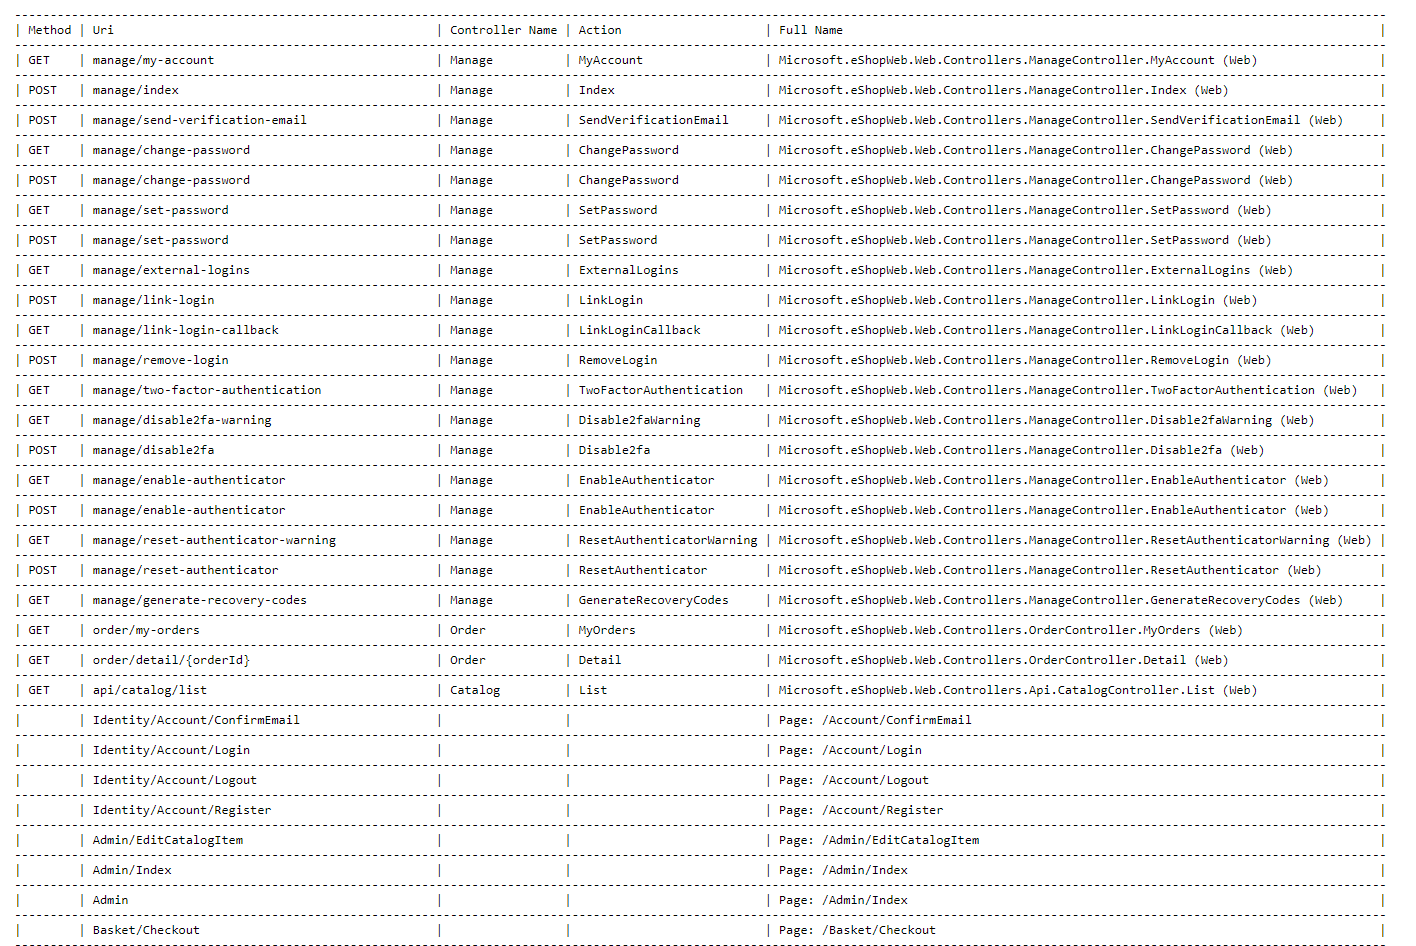 | Method | Uri | Controller Name | Action | Full Name |
| GET | manage/my-account | Manage | MyAccount | Microsoft.eShopWeb.Web.Controllers.ManageController.MyAccount (Web) |
| POST | manage/index | Manage | Index | Microsoft.eShopWeb.Web.Controllers.ManageController.Index (Web) |
| POST | manage/send-verification-email | Manage | SendVerificationEmail | Microsoft.eShopWeb.Web.Controllers.ManageController.SendVerificationEmail (Web) |
| GET | manage/change-password | Manage | ChangePassword | Microsoft.eShopWeb.Web.Controllers.ManageController.ChangePassword (Web) |
| POST | manage/change-password | Manage | ChangePassword | Microsoft.eShopWeb.Web.Controllers.ManageController.ChangePassword (Web) |
| GET | manage/set-password | Manage | SetPassword | Microsoft.eShopWeb.Web.Controllers.ManageController.SetPassword (Web) |
| POST | manage/set-password | Manage | SetPassword | Microsoft.eShopWeb.Web.Controllers.ManageController.SetPassword (Web) |
| GET | manage/external-logins | Manage | ExternalLogins | Microsoft.eShopWeb.Web.Controllers.ManageController.ExternalLogins (Web) |
| POST | manage/link-login | Manage | LinkLogin | Microsoft.eShopWeb.Web.Controllers.ManageController.LinkLogin (Web) |
| GET | manage/link-login-callback | Manage | LinkLoginCallback | Microsoft.eShopWeb.Web.Controllers.ManageController.LinkLoginCallback (Web) |
| POST | manage/remove-login | Manage | RemoveLogin | Microsoft.eShopWeb.Web.Controllers.ManageController.RemoveLogin (Web) |
| GET | manage/two-factor-authentication | Manage | TwoFactorAuthentication | Microsoft.eShopWeb.Web.Controllers.ManageController.TwoFactorAuthentication (Web) |
| GET | manage/disable2fa-warning | Manage | Disable2faWarning | Microsoft.eShopWeb.Web.Controllers.ManageController.Disable2faWarning (Web) |
| POST | manage/disable2fa | Manage | Disable2fa | Microsoft.eShopWeb.Web.Controllers.ManageController.Disable2fa (Web) |
| GET | manage/enable-authenticator | Manage | EnableAuthenticator | Microsoft.eShopWeb.Web.Controllers.ManageController.EnableAuthenticator (Web) |
| POST | manage/enable-authenticator | Manage | EnableAuthenticator | Microsoft.eShopWeb.Web.Controllers.ManageController.EnableAuthenticator (Web) |
| GET | manage/reset-authenticator-warning | Manage | ResetAuthenticatorWarning | Microsoft.eShopWeb.Web.Controllers.ManageController.ResetAuthenticatorWarning (Web) |
| POST | manage/reset-authenticator | Manage | ResetAuthenticator | Microsoft.eShopWeb.Web.Controllers.ManageController.ResetAuthenticator (Web) |
| GET | manage/generate-recovery-codes | Manage | GenerateRecoveryCodes | Microsoft.eShopWeb.Web.Controllers.ManageController.GenerateRecoveryCodes (Web) |
| GET | order/my-orders | Order | MyOrders | Microsoft.eShopWeb.Web.Controllers.OrderController.MyOrders (Web) |
| GET | order/detail/{orderId} | Order | Detail | Microsoft.eShopWeb.Web.Controllers.OrderController.Detail (Web) |
| GET | api/catalog/list | Catalog | List | Microsoft.eShopWeb.Web.Controllers.Api.CatalogController.List (Web) |
| | Identity/Account/ConfirmEmail | | | Page: /Account/ConfirmEmail |
| | Identity/Account/Login | | | Page: /Account/Login |
| | Identity/Account/Logout | | | Page: /Account/Logout |
| | Identity/Account/Register | | | Page: /Account/Register |
| | Admin/EditCatalogItem | | | Page: /Admin/EditCatalogItem |
| | Admin/Index | | | Page: /Admin/Index |
| | Admin | | | Page: /Admin/Index |
| | Basket/Checkout | | | Page: /Basket/Checkout |